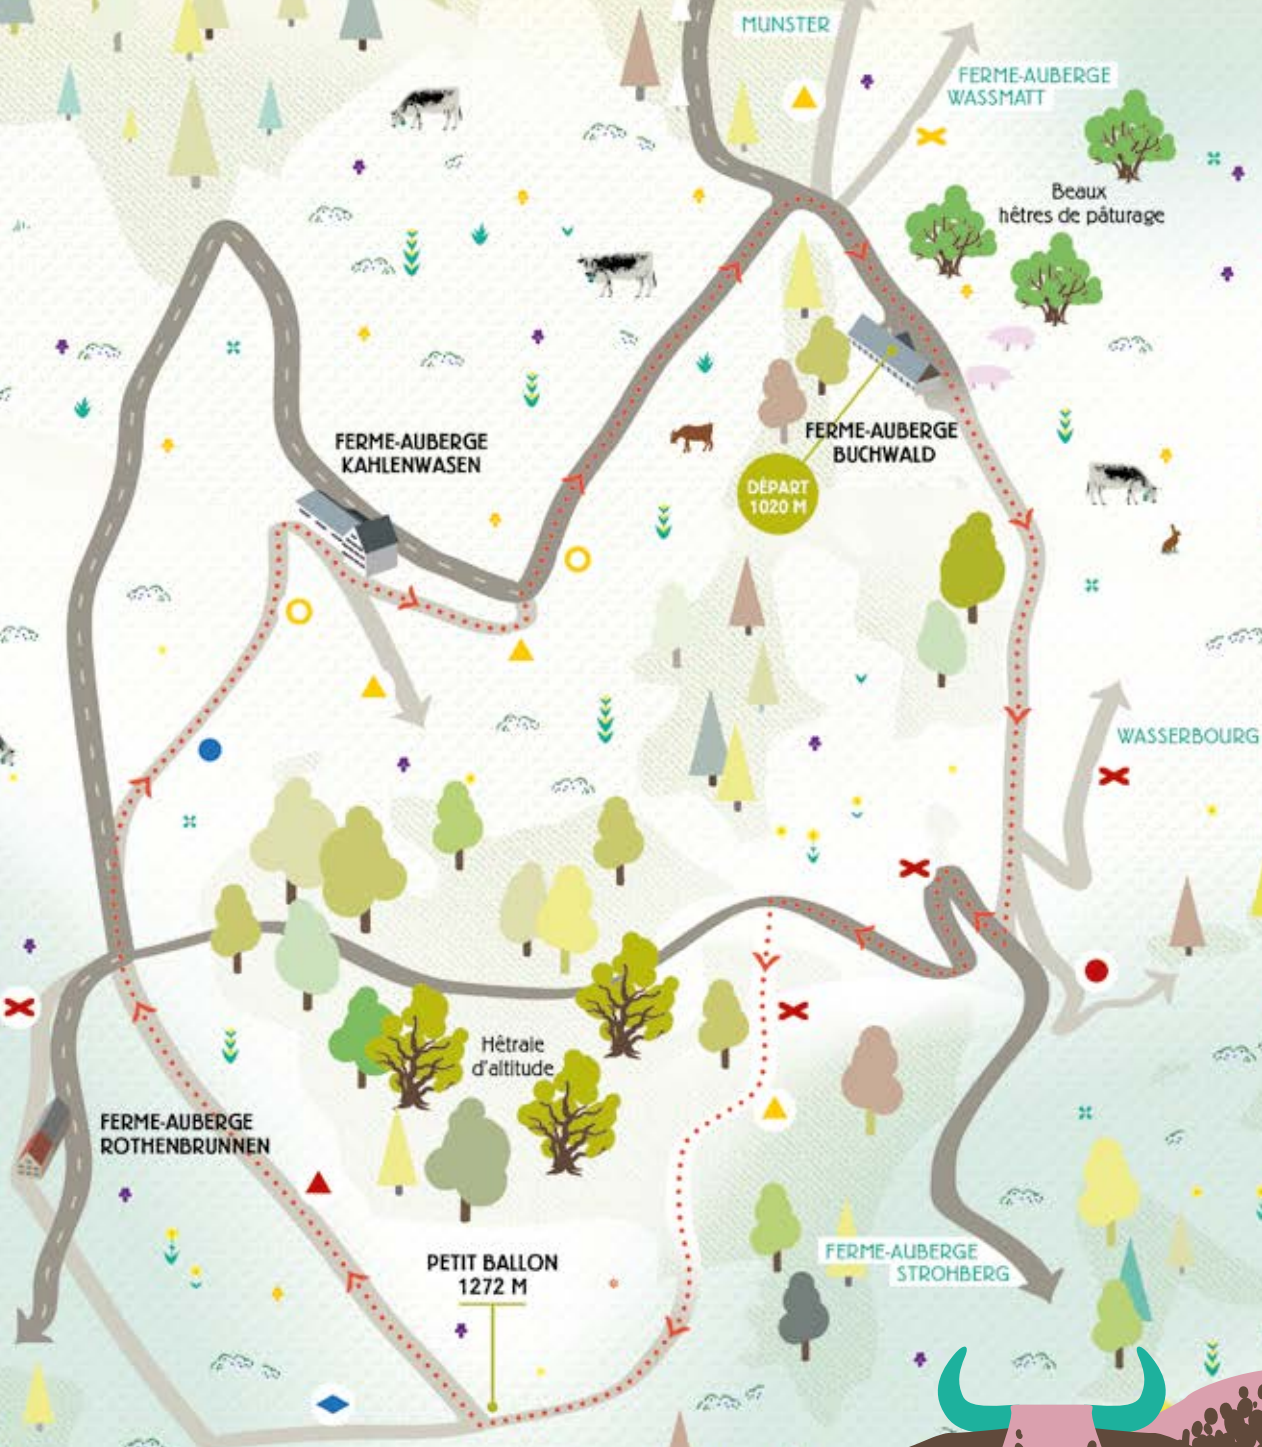 MUNSTER
FERME-AUBERGE
WASSMATT
Beaux
hêtres de pâturage
FERME-AUBERGE
KAHLENWASEN
FERME-AUBERGE
BUCHWALD
DÉPART
1020 M
WASSERBOURG
Hêtraie
d'altitude
FERME-AUBERGE
ROTHENBRUNNEN
PETIT BALLON
1272 M
FERME-AUBERGE
STROHBERG